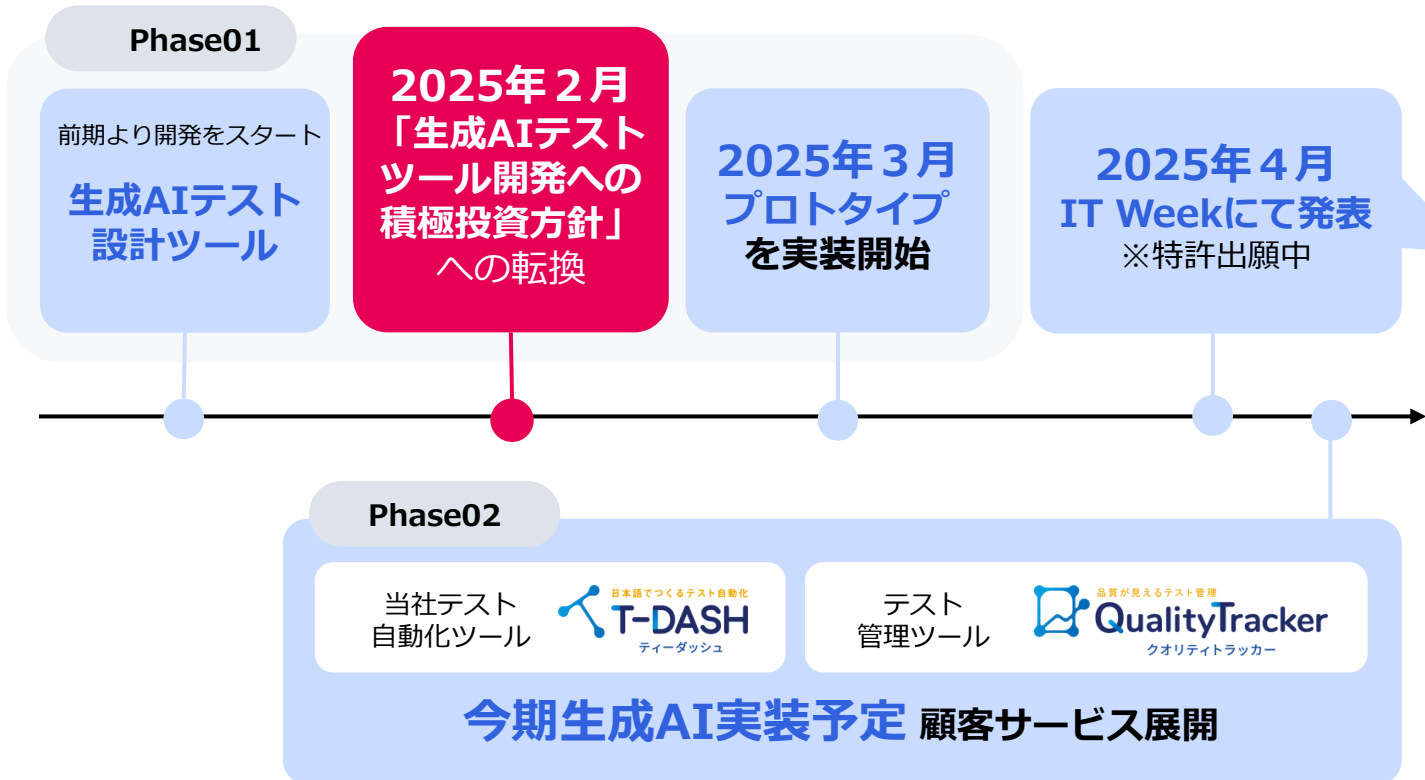 Phase01
前期より開発をスタート
生成AIテスト
設計ツール
2025年２月
「生成AIテスト
ツール開発への
積極投資方針」
への転換
2025年３月
プロトタイプ
を実装開始
2025年４月
IT Weekにて発表
※特許出願中
Phase02
当社テスト
自動化ツール
日本語でつくるテスト自動化
T-DASH
ティーダッシュ
テスト
管理ツール
品質が見えるテスト管理
QualityTracker
クオリティトラッカー
今期生成AI実装予定 顧客サービス展開